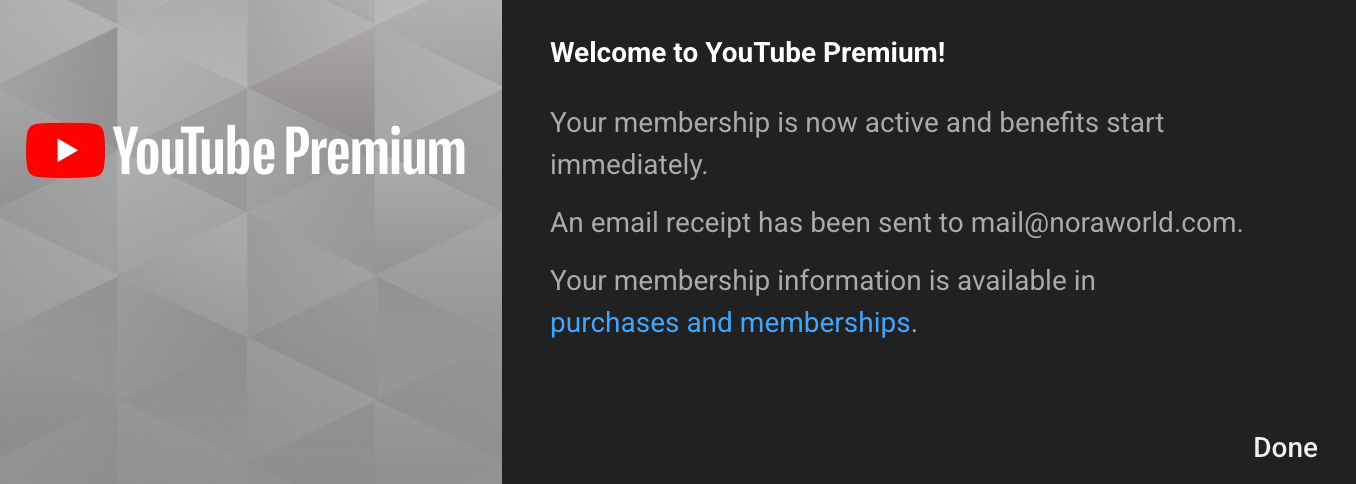 YouTube Premium
Welcome to YouTube Premium!
Your membership is now active and benefits start
immediately.
An email receipt has been sent to mail@noraworld.com.
Your membership information is available in
purchases and memberships.
Done